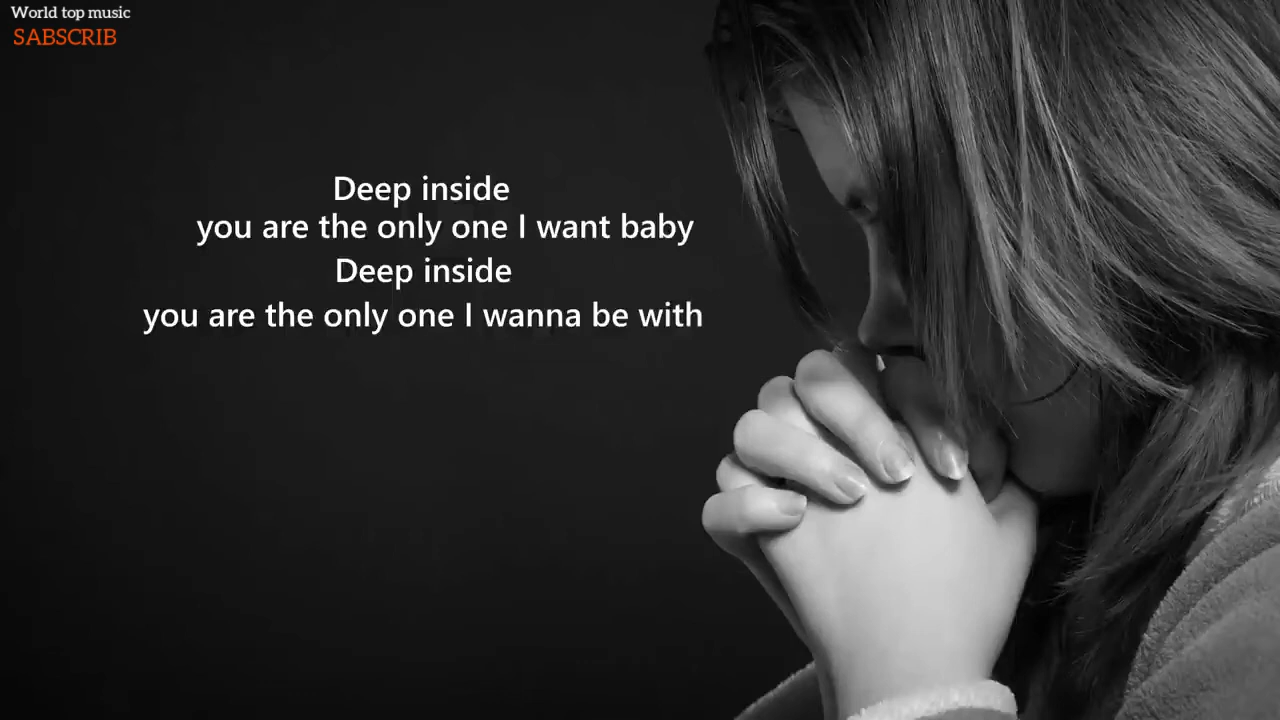 World top music
SABSCRIB
Deep inside
you are the only one I want baby
Deep inside
you are the only one I wanna be with